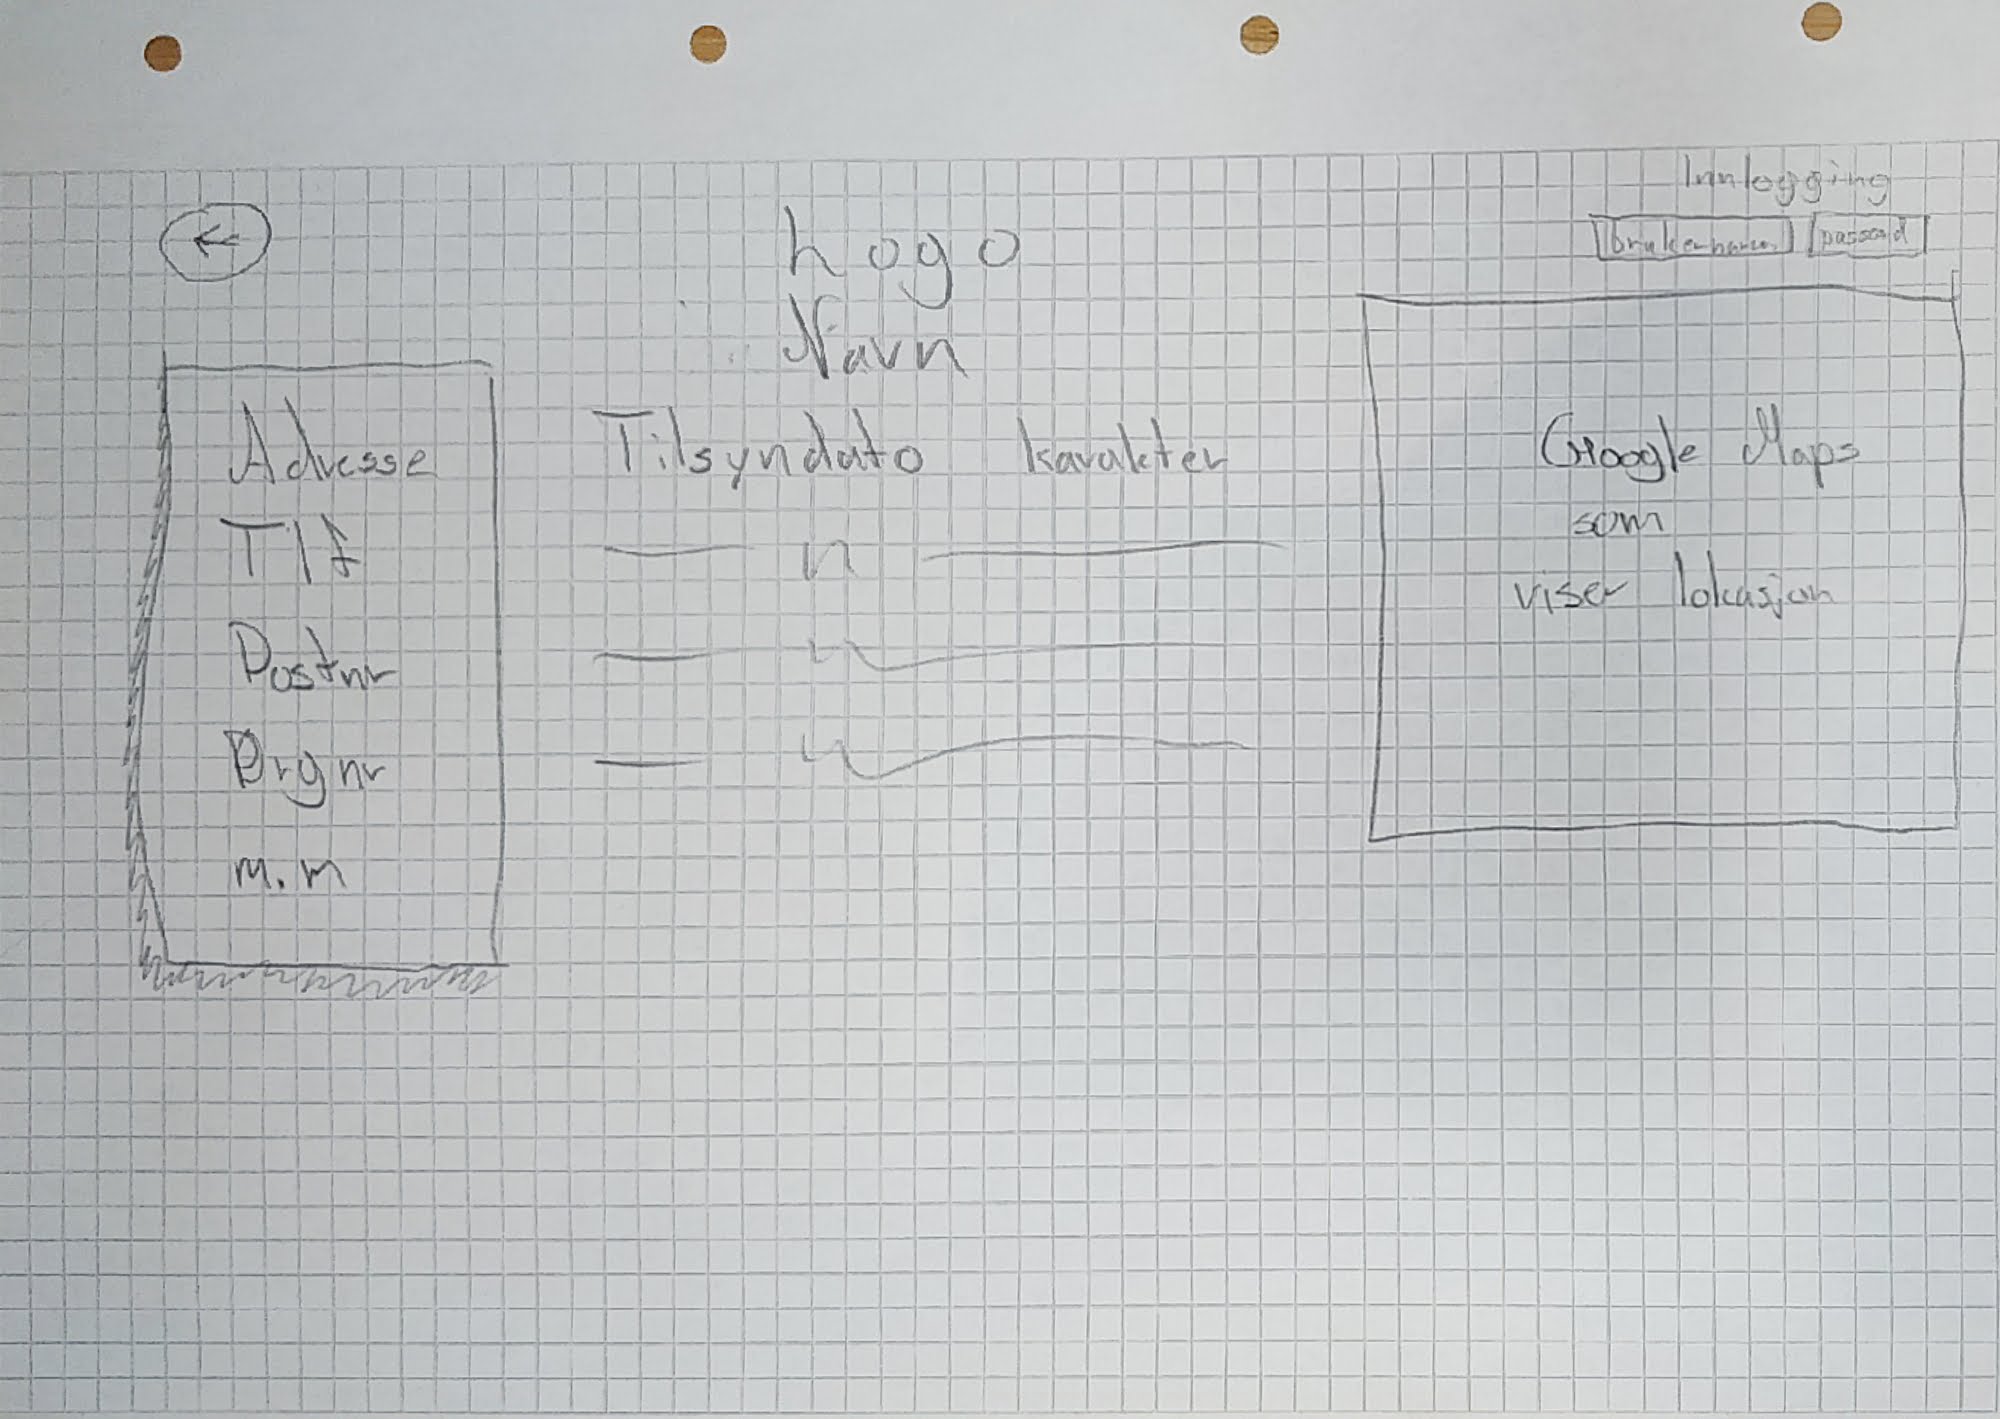 Innlogging
brukernavn passord
Logo
Navn
Adresse
Tlf
Postnr
Orgnr
m.m
Tilsyndato karakter
—— " ————
—— " ————
—— " ————
Google Maps
som
viser lokasjon